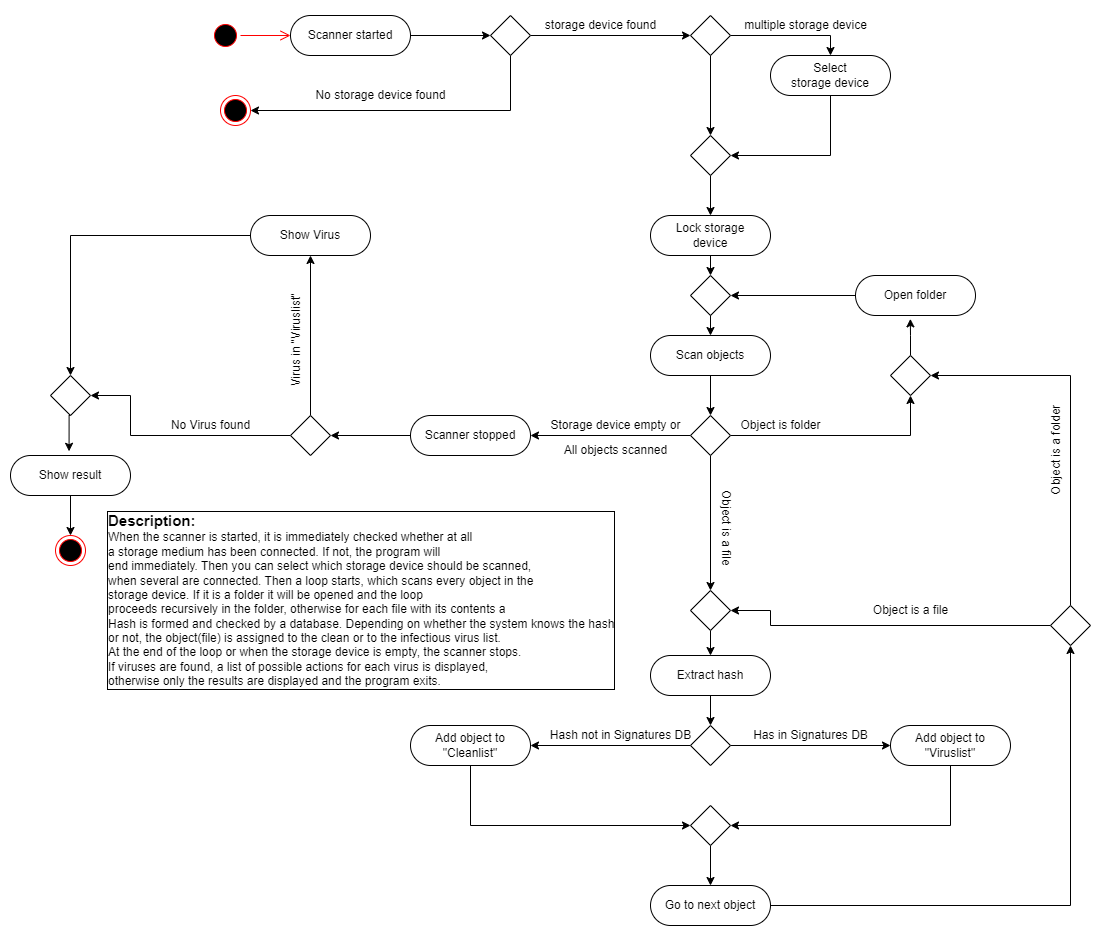 Scanner started
storage device found
multiple storage device
Select
storage device
No storage device found
Lock storage
device
Show Virus
Open folder
Virus in "Viruslist"
Scan objects
No Virus found
Scanner stopped
Storage device empty or
All objects scanned
Object is folder
Object is a folder
Show result
Object is a file
Description:
When the scanner is started, it is immediately checked whether at all
a storage medium has been connected. If not, the program will
end immediately. Then you can select which storage device should be scanned,
when several are connected. Then a loop starts, which scans every object in the
storage device. If it is a folder it will be opened and the loop
proceeds recursively in the folder, otherwise for each file with its contents a
Hash is formed and checked by a database. Depending on whether the system knows the hash
or not, the object(file) is assigned to the clean or to the infectious virus list.
At the end of the loop or when the storage device is empty, the scanner stops.
If viruses are found, a list of possible actions for each virus is displayed,
otherwise only the results are displayed and the program exits.
Object is a file
Extract hash
Add object to
"Cleanlist"
Hash not in Signatures DB
Has in Signatures DB
Add object to
"Viruslist"
Go to next object